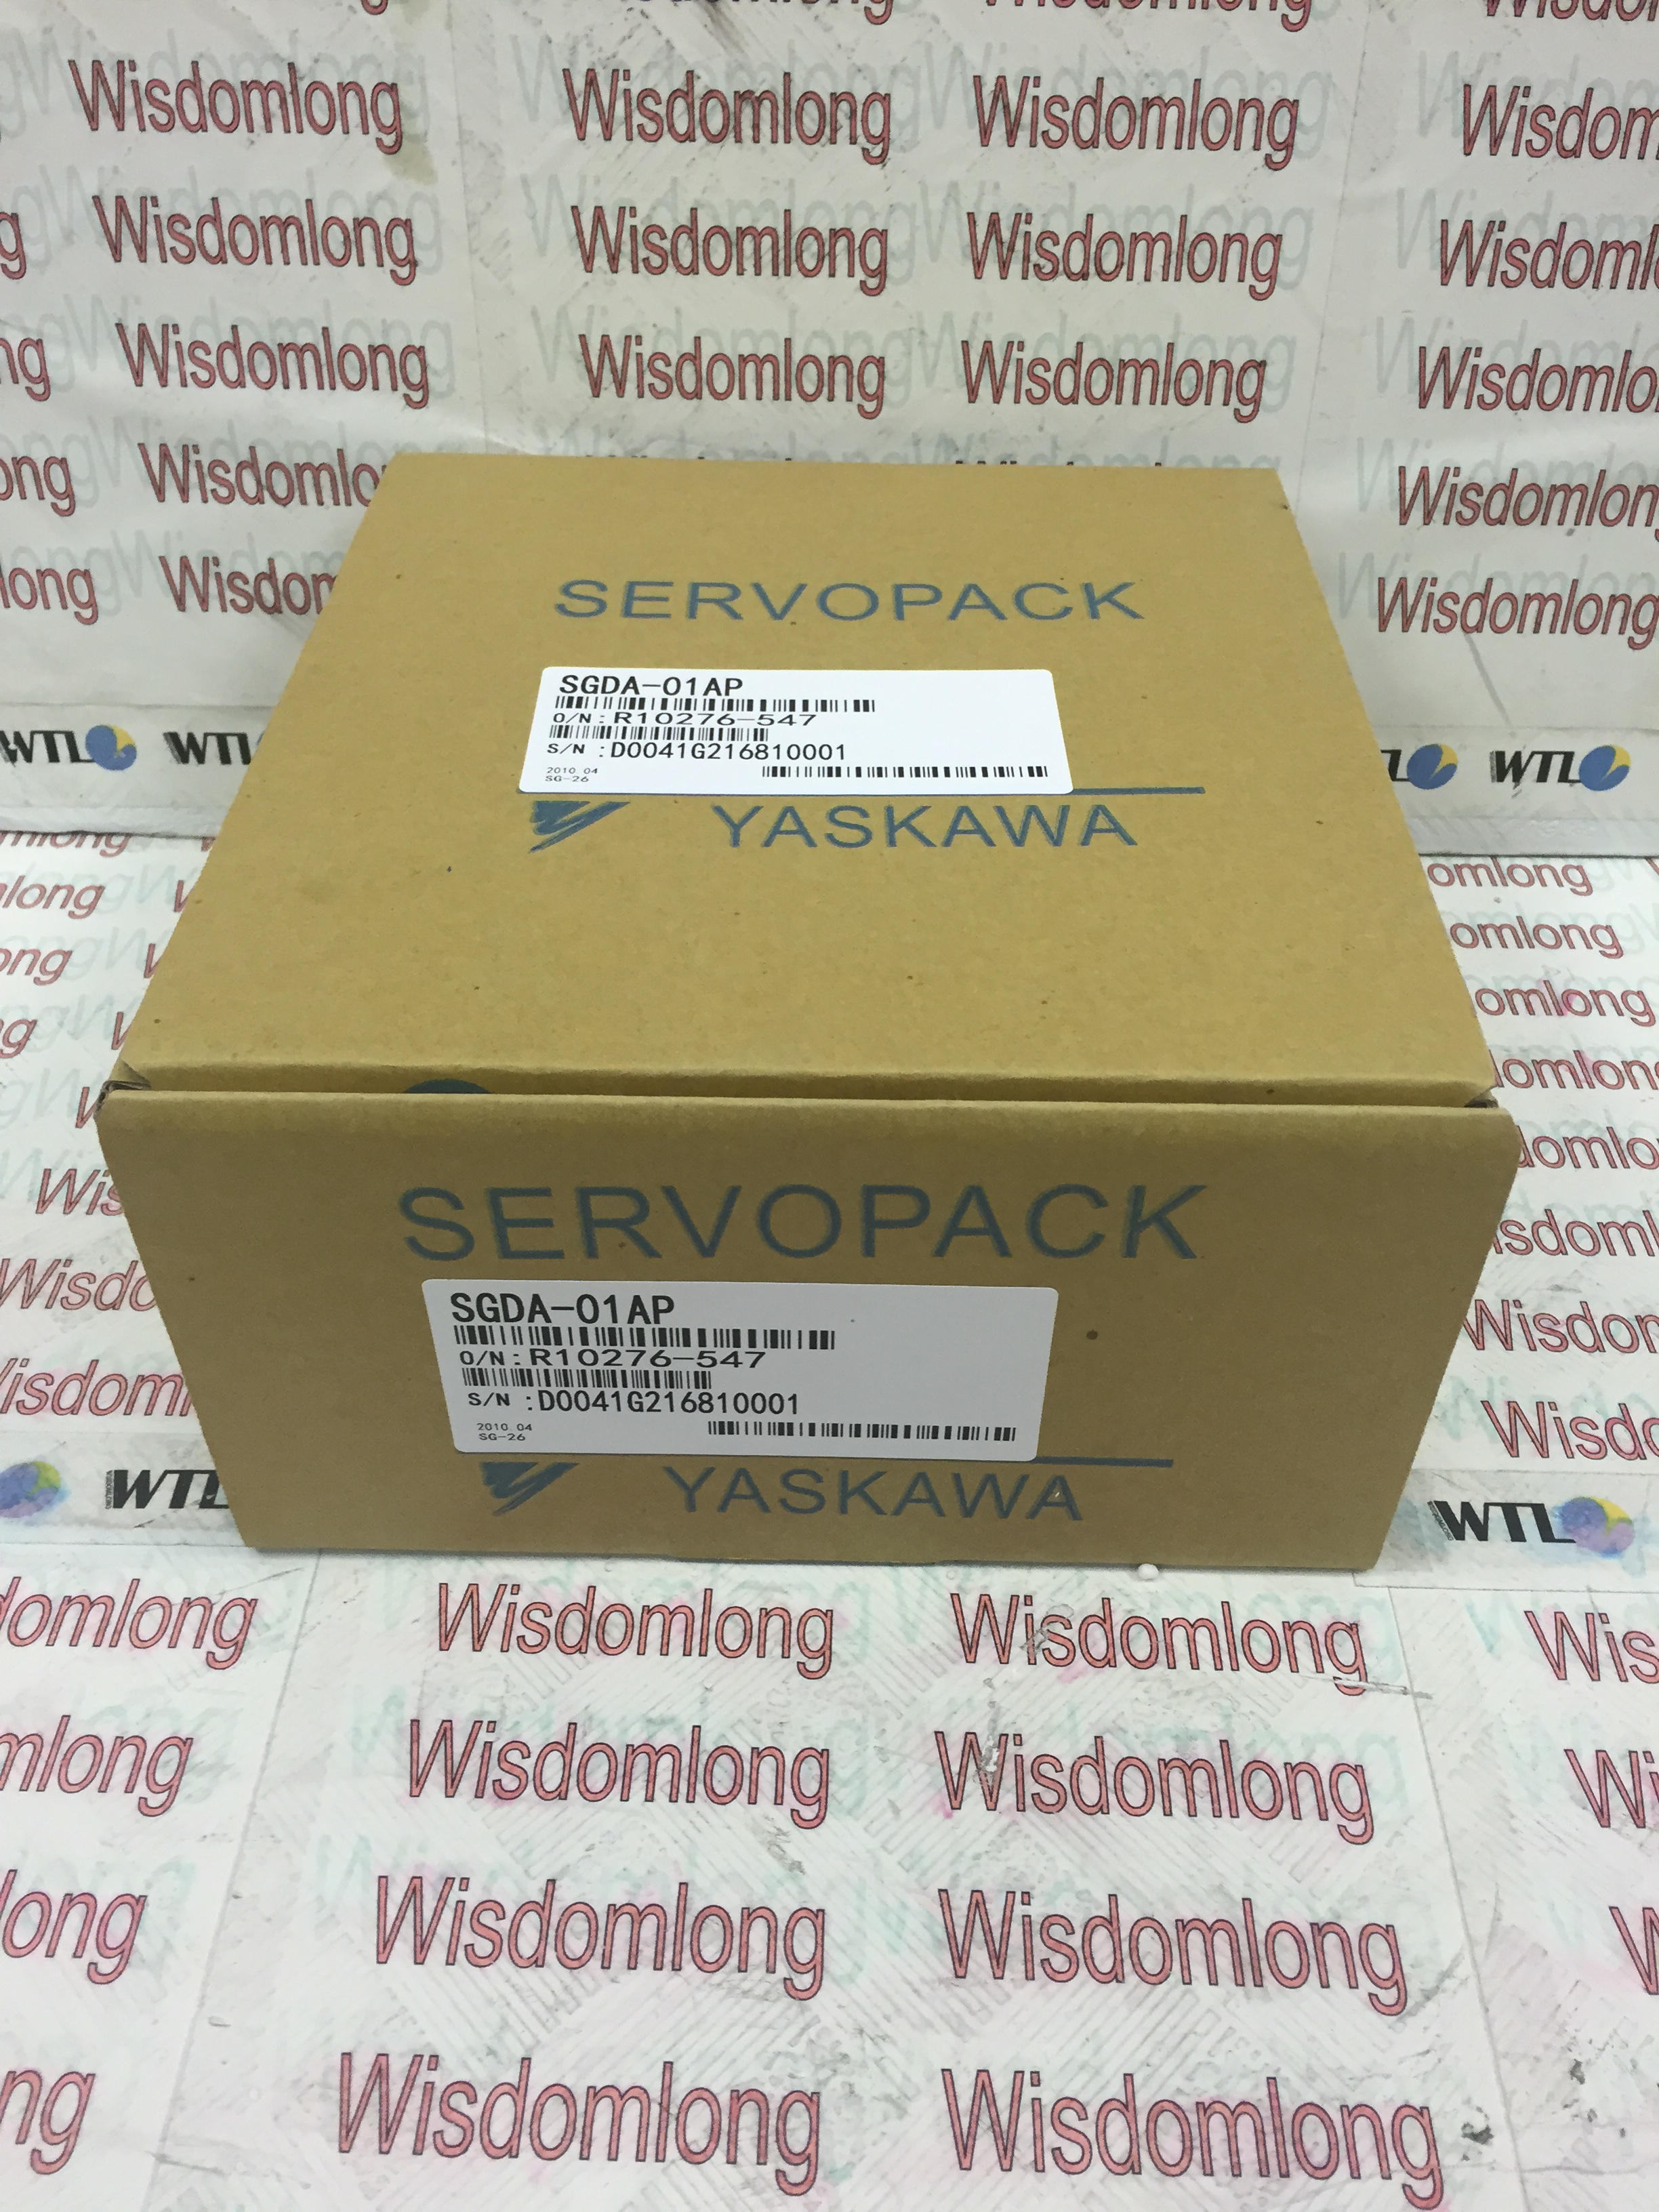 Wisdomlong Wisdomlong Wisdomlong
Wisdomlong Wisdomlong Wisdomlong
Wisdomlong Wisdomlong Wisdomlong
Wisdomlong
WTL WTL
SERVOPACK
SGDA-01AP
O/N: R10276-547
S/N :D0041G216810001
2010 04
SG-26
YASKAWA
SERVOPACK
SGDA-01AP
O/N: R10276-547
S/N :D0041G216810001
2010 04
SG-26
YASKAWA
WTL WTL
Wisdomlong Wisdomlong
Wisdomlong Wisdomlong
Wisdomlong Wisdomlong
Wisdomlong Wisdomlong